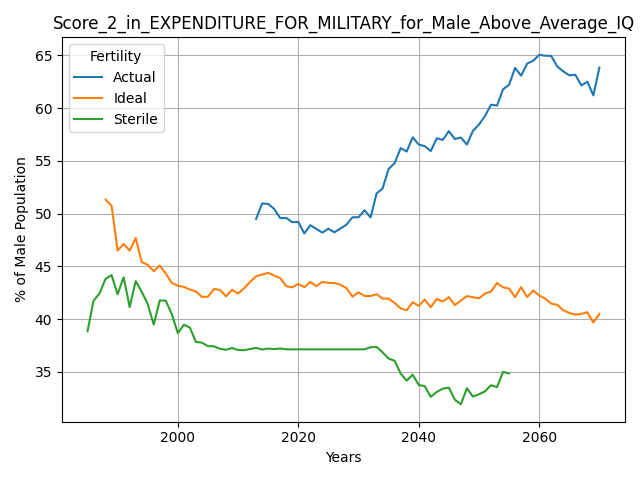 Score_2_in_EXPENDITURE_FOR_MILITARY_for_Male_Above_Average_IQ
Fertility
Actual
Ideal
Sterile
% of Male Population
65
60
55
50
45
40
35
2000
2020
2040
2060
Years